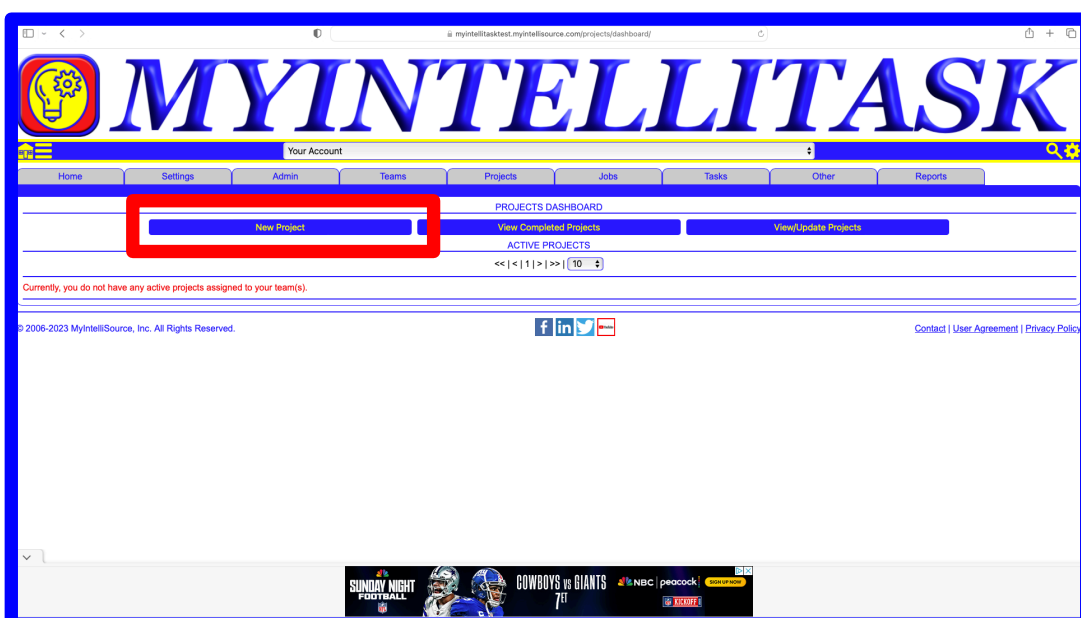 myintellitasktest.myintellisource.com/projects/dashboard/
MYINTELLITASK
Your Account
Home Settings Admin Teams Projects Jobs Tasks Other Reports
PROJECTS DASHBOARD
New Project View Completed Projects View/Update Projects
ACTIVE PROJECTS
<< | < | 1 | > | >> | 10
Currently, you do not have any active projects assigned to your team(s).
© 2006-2023 MyIntelliSource, Inc. All Rights Reserved.
f in
Contact | User Agreement | Privacy Policy
SUNDAY NIGHT
FOOTBALL
COWBOYS VS GIANTS
7ET
NBC | peacock
SIGN UP NOW
KICKOFF